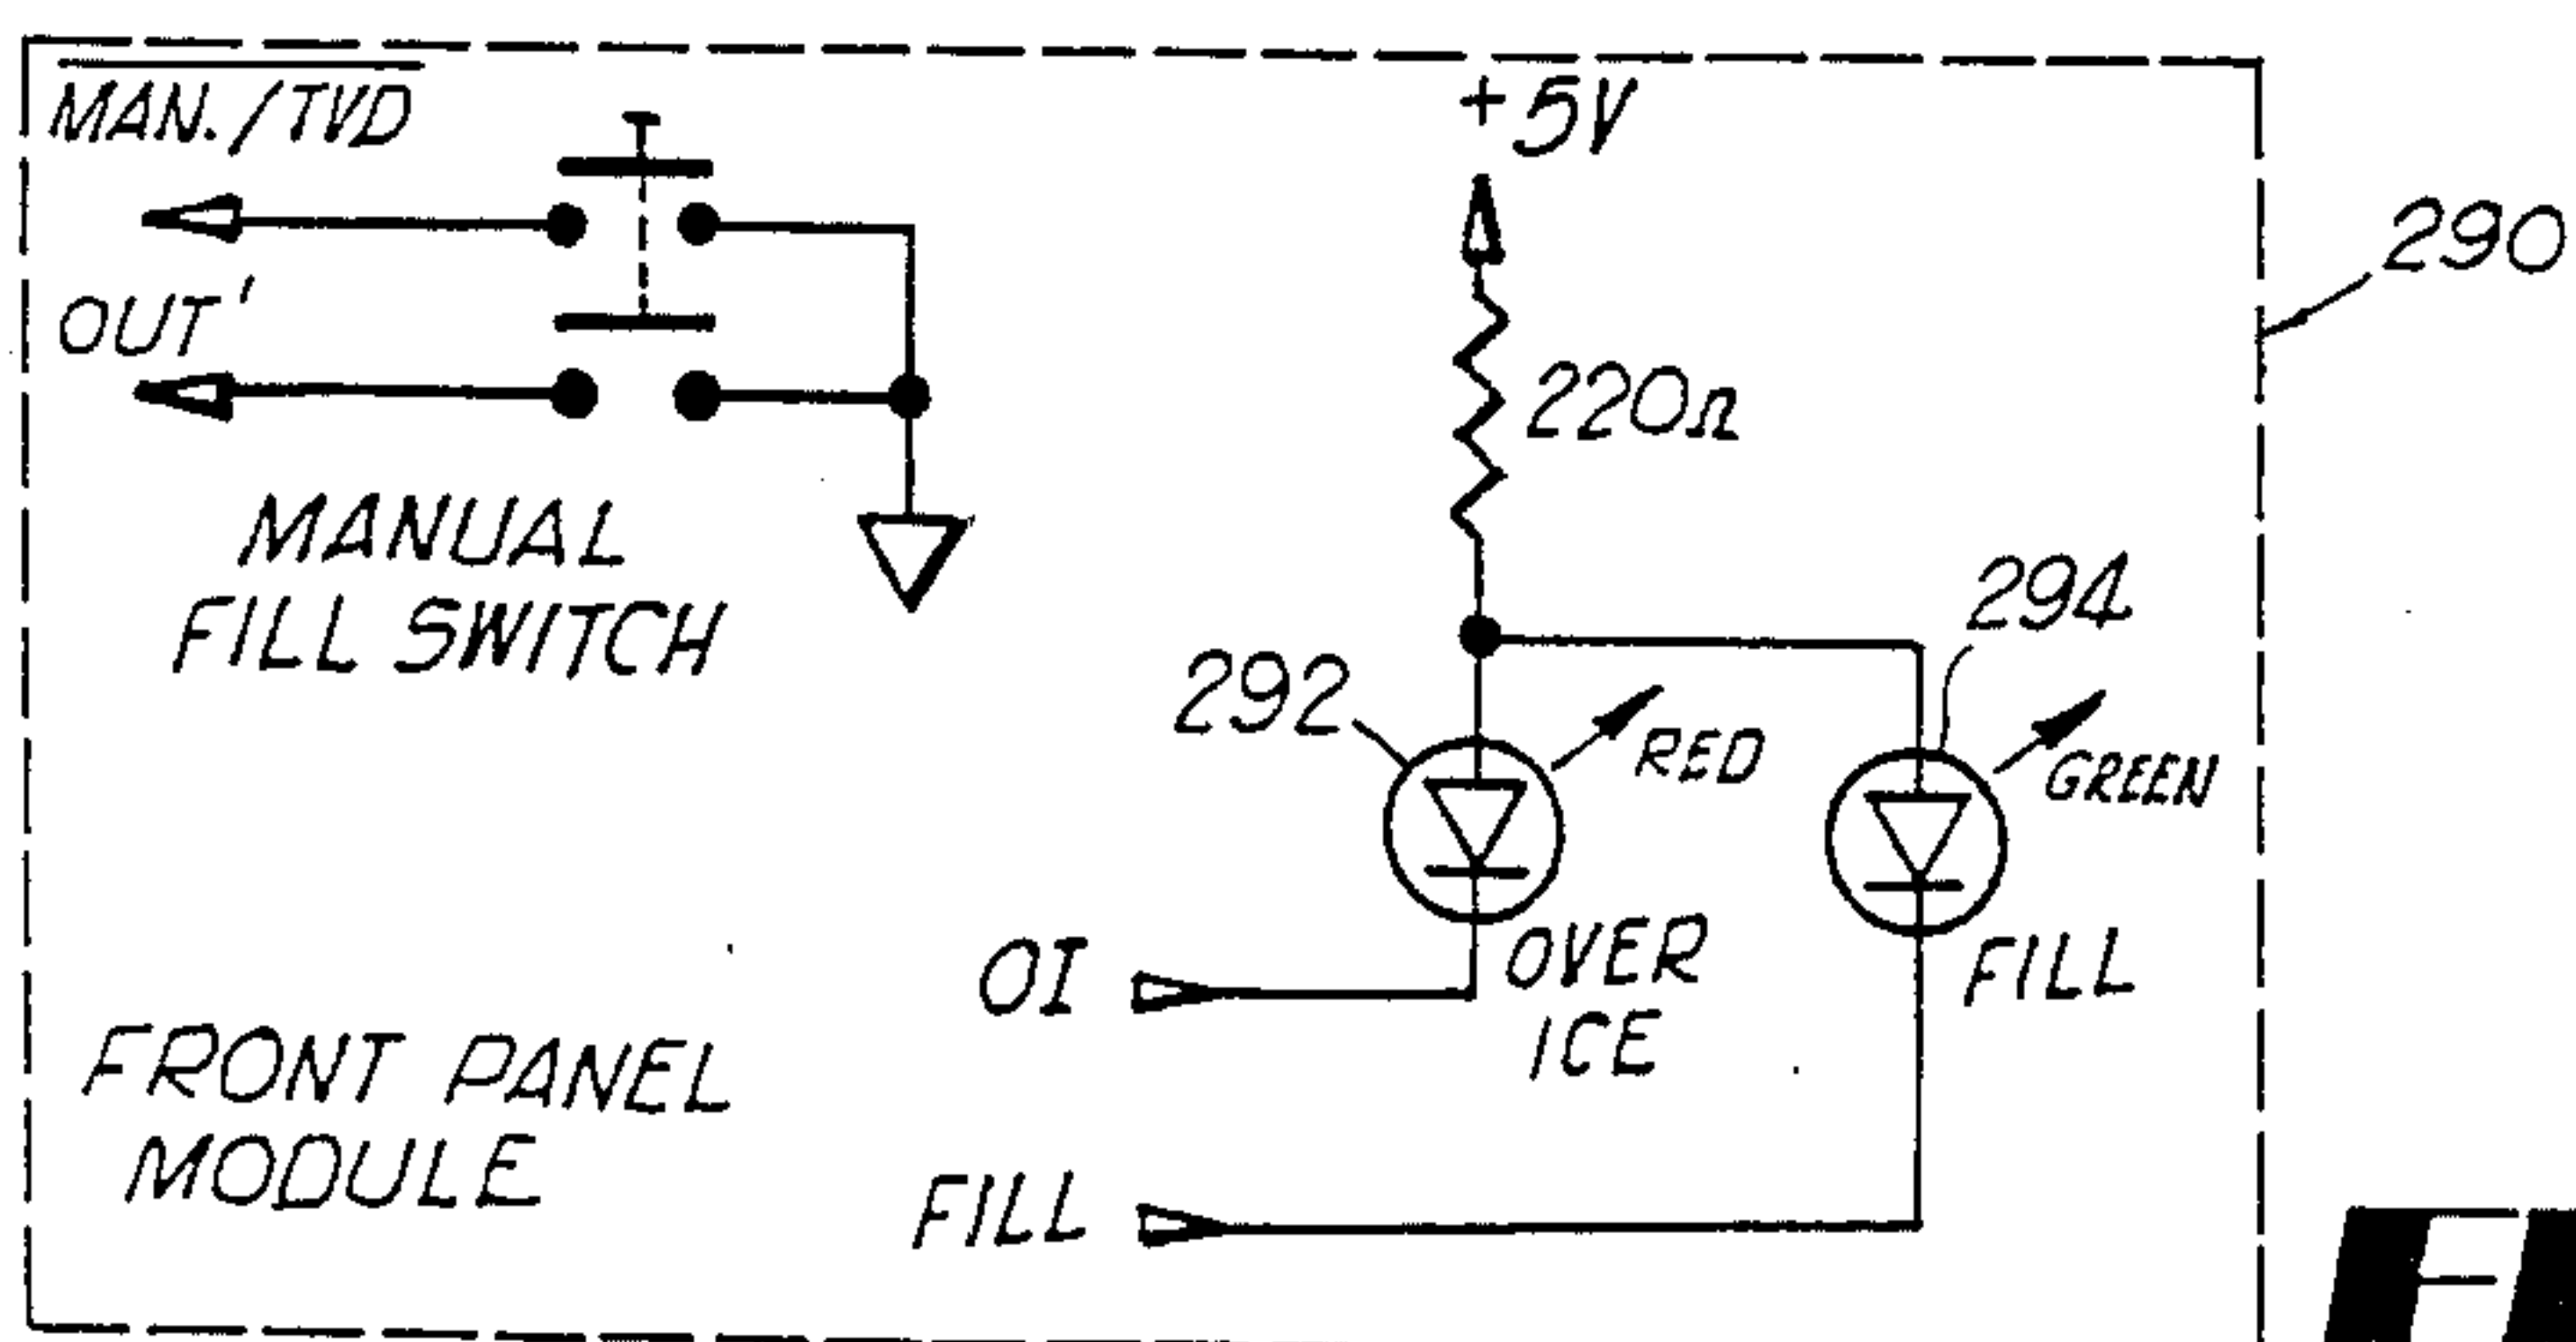 MAN./TVD
OUT'
MANUAL
FILL SWITCH
+5V
220Ω
290
292
RED
294
GREEN
OI
OVER
ICE
FILL
FILL
FRONT PANEL
MODULE